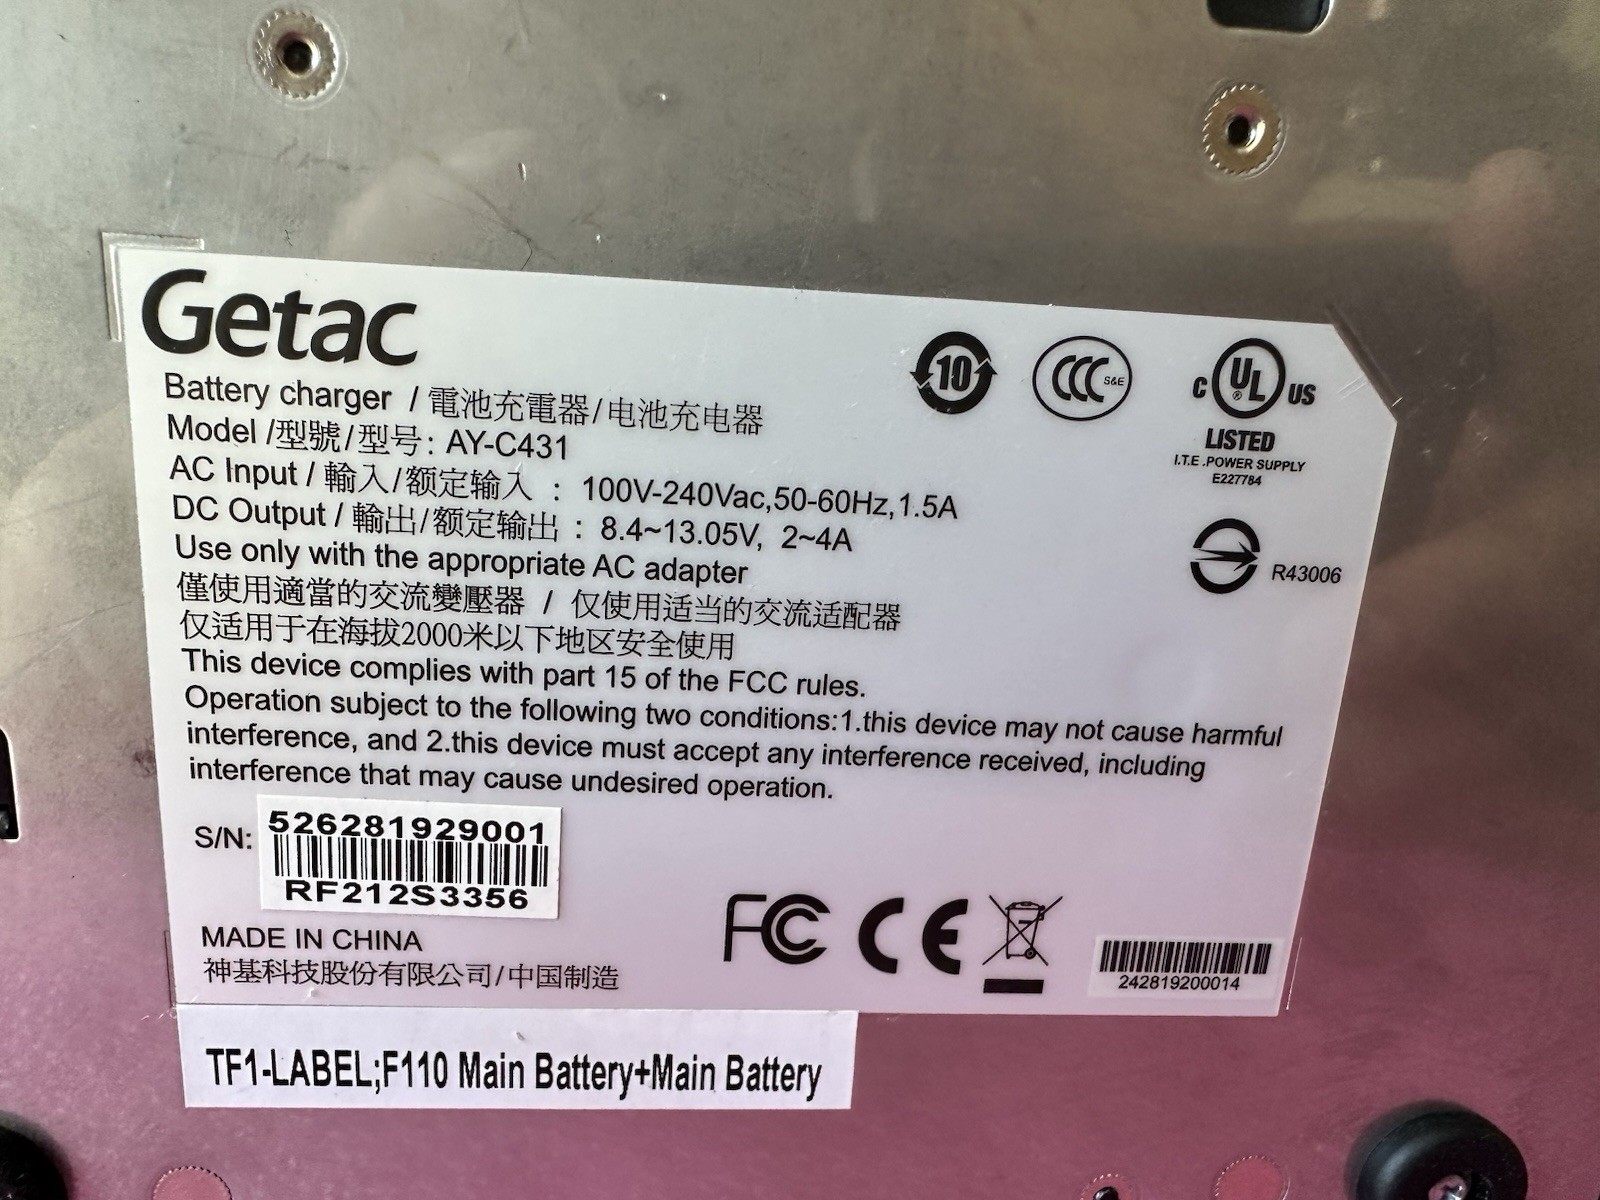 Getac
Battery charger / 電池充電器/电池充电器
Model /型號/型号: AY-C431
AC Input / 輸入/额定输入 : 100V-240Vac,50-60Hz,1.5A
DC Output / 輸出/额定输出 : 8.4~13.05V, 2~4A
Use only with the appropriate AC adapter
僅使用適當的交流變壓器 / 仅使用适当的交流适配器
仅适用于在海拔2000米以下地区安全使用
This device complies with part 15 of the FCC rules.
Operation subject to the following two conditions:1.this device may not cause harmful
interference, and 2.this device must accept any interference received, including
interference that may cause undesired operation.
10
CCC S&E
C UL ® US
LISTED
I.T.E .POWER SUPPLY
E227784
R43006
S/N:
526281929001
RF212S3356
MADE IN CHINA
神基科技股份有限公司/中国制造
FC CE
242819200014
TF1-LABEL;F110 Main Battery+Main Battery